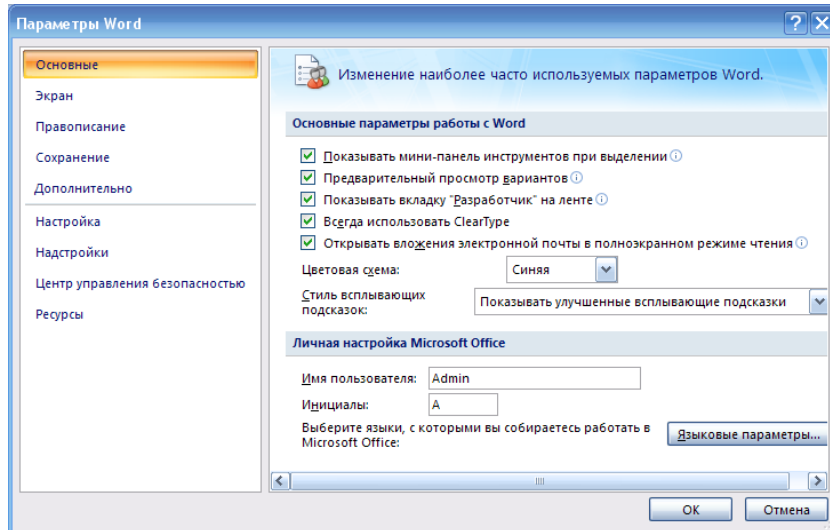 Параметры Word
Основные
Экран
Правописание
Сохранение
Дополнительно
Настройка
Надстройки
Центр управления безопасностью
Ресурсы
Изменение наиболее часто используемых параметров Word.
Основные параметры работы с Word
Показывать мини-панель инструментов при выделении
Предварительный просмотр вариантов
Показывать вкладку "Разработчик" на ленте
Всегда использовать ClearType
Открывать вложения электронной почты в полноэкранном режиме чтения
Цветовая схема: Синяя
Стиль всплывающих
подсказок: Показывать улучшенные всплывающие подсказки
Личная настройка Microsoft Office
Имя пользователя: Admin
Инициалы: A
Выберите языки, с которыми вы собираетесь работать в
Microsoft Office: Языковые параметры...
ОК Отмена